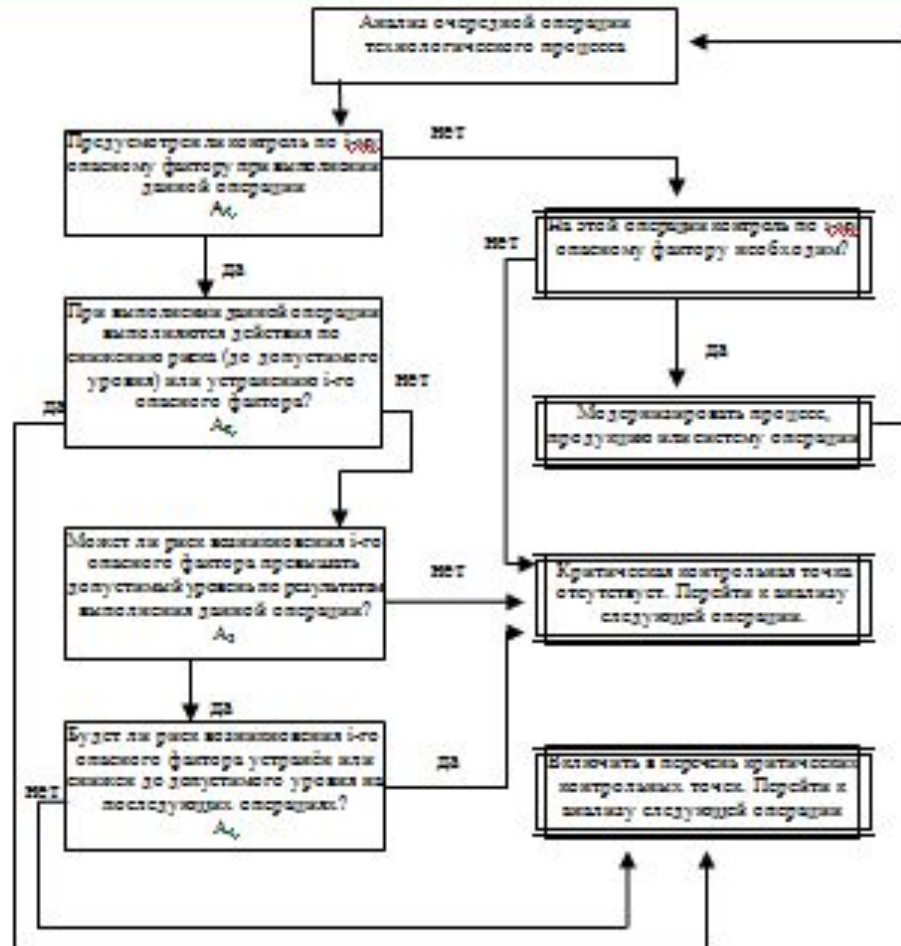 Анализ очередной операции
технологического процесса
Предусмотрен ли контроль по i-му
опасному фактору при выполнении
данной операции
нет
На этой операции контроль по i-му
опасному фактору необходим?
нет
да
При выполнении данной операции
выполняются действия по
снижению риска (до допустимого
уровня) или устранению i-го
опасного фактора?
нет
да
да
Модернизировать процесс,
продукцию или систему операции
Может ли риск возникновения i-го
опасного фактора превышать
допустимый уровень по результатам
выполнения данной операции?
нет
Критическая контрольная точка
отсутствует. Перейти к анализу
следующей операции.
да
Будет ли риск возникновения i-го
опасного фактора устранён или
снижен до допустимого уровня на
последующих операциях?
да
нет
Включить в перечень критических
контрольных точек. Перейти к
анализу следующей операции